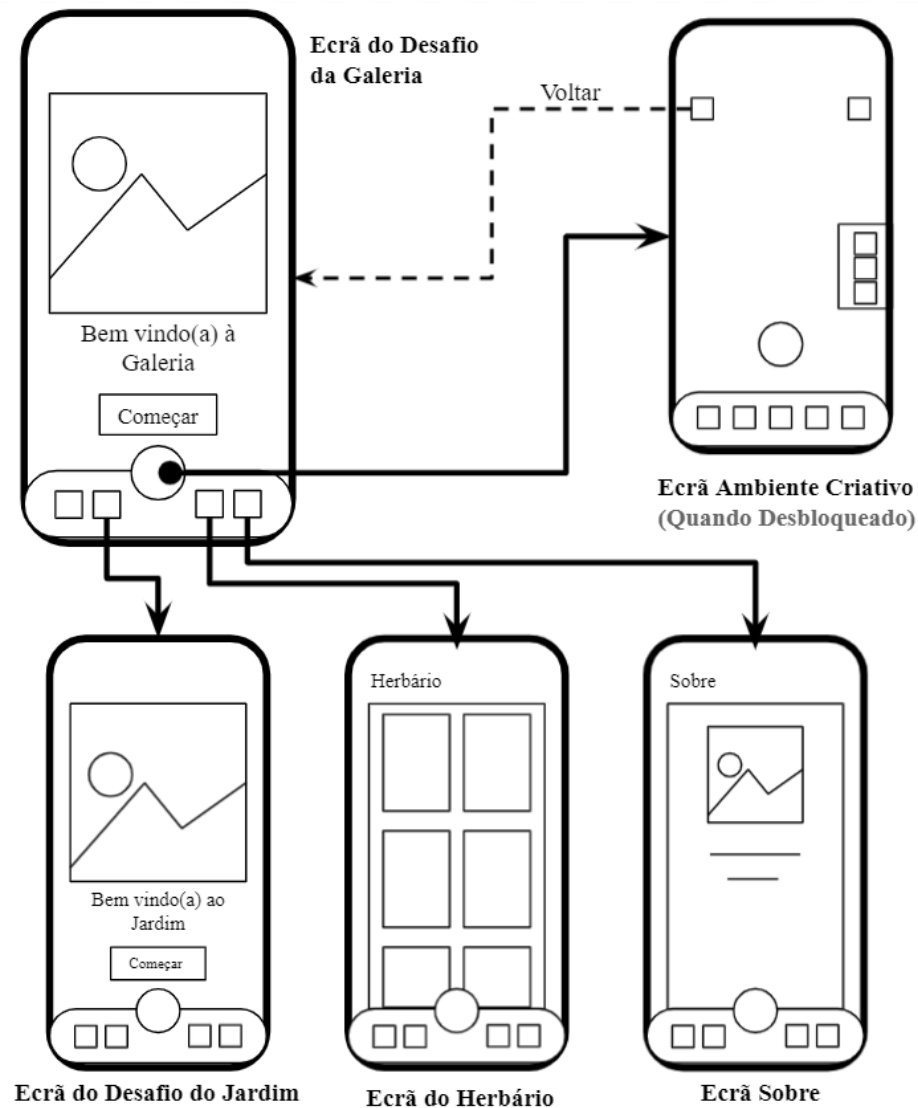 Ecrã do Desafio
da Galeria
Voltar
Bem vindo(a) à
Galeria
Começar
Ecrã Ambiente Criativo
(Quando Desbloqueado)
Herbário
Sobre
Bem vindo(a) ao
Jardim
Começar
Ecrã do Desafio do Jardim
Ecrã do Herbário
Ecrã Sobre